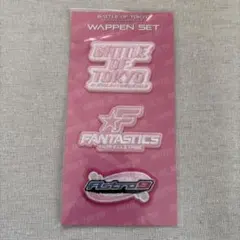 BATTLE OF TOKYO
WAPPEN SET
BATTLE
OF
TOKYO
FANTASTICS
Astro9